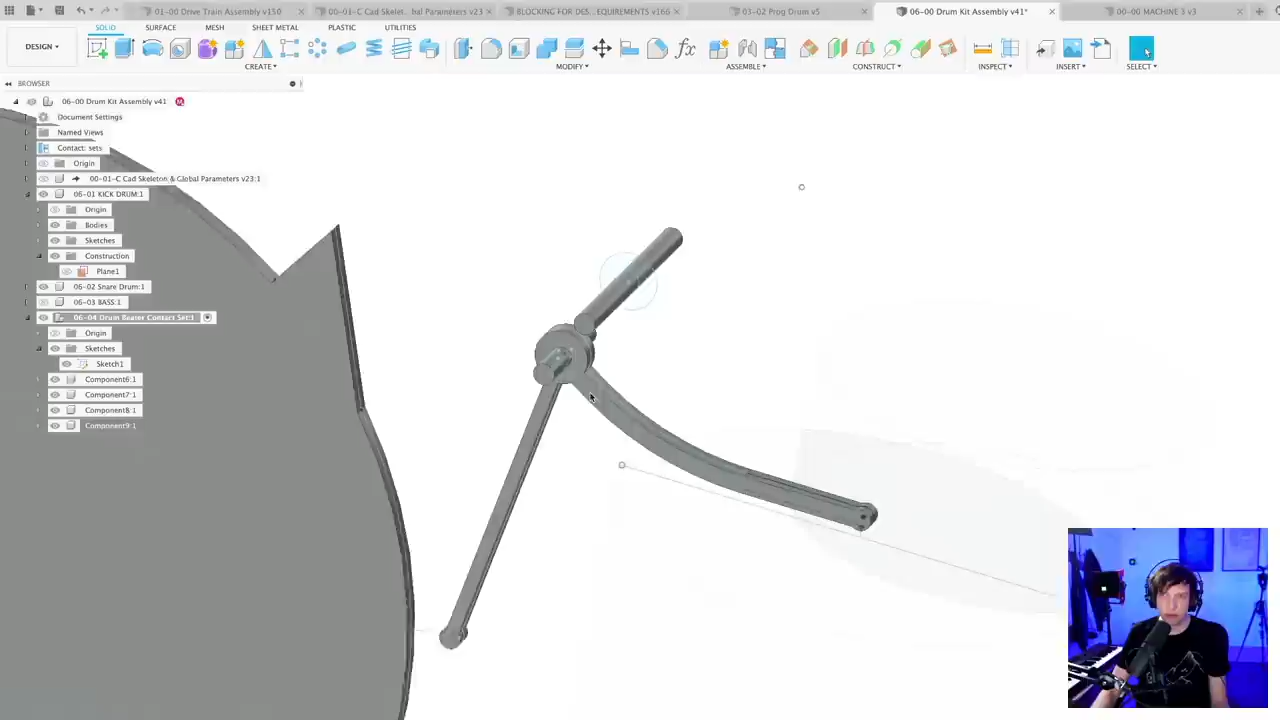 01-00 Drive Train Assembly v150
00-01-C Cad Skelet... bal Parameters v23
BLOCKING FOR DES... EQUIREMENTS v166
03-02 Prog Drum v5
06-00 Drum Kit Assembly v41*
00-00 MACHINE 3 v3
SOLID
SURFACE
MESH
SHEET METAL
PLASTIC
UTILITIES
DESIGN
CREATE
MODIFY
ASSEMBLE
CONSTRUCT
INSPECT
INSERT
SELECT
BROWSER
06-00 Drum Kit Assembly v41
M
Document Settings
Named Views
Contact: sets
Origin
00-01-C Cad Skeleton & Global Parameters v23:1
06-01 KICK DRUM:1
Origin
Bodies
Sketches
Construction
Plane1
06-02 Snare Drum:1
06-03 BASS:1
06-04 Drum Beater Contact Set:1
Origin
Sketches
Sketch1
Component6:1
Component7:1
Component8:1
Component9:1